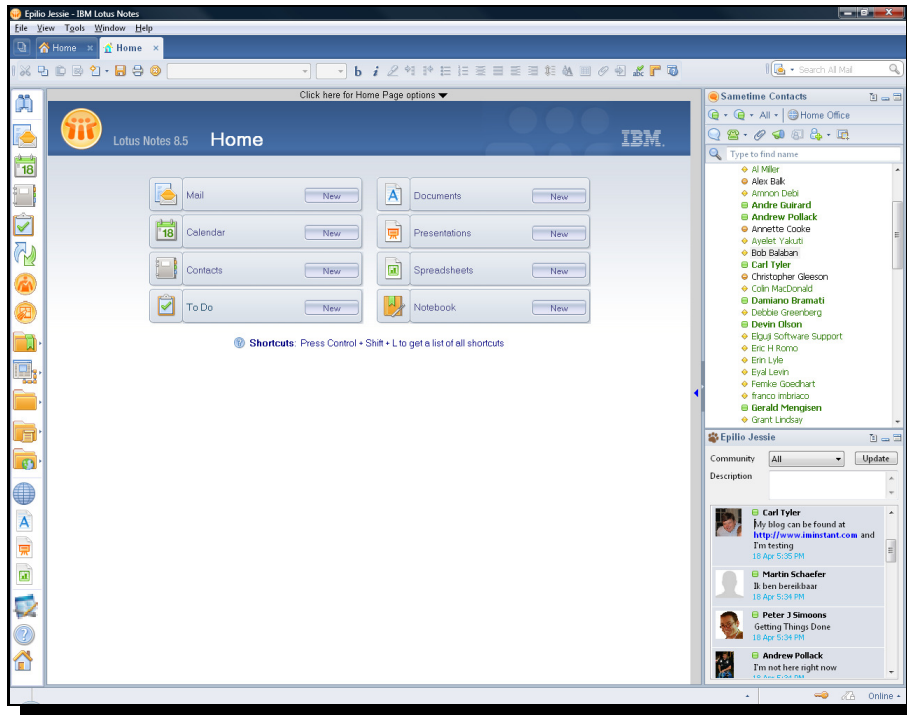 Epilio Jessie - IBM Lotus Notes
File View Tools Window Help
Home × Home ×
b i
Search All Mail
Click here for Home Page options
Lotus Notes 8.5 Home IBM.
Mail New Documents New
18 Calendar New Presentations New
Contacts New Spreadsheets New
To Do New Notebook New
Shortcuts: Press Control + Shift + L to get a list of all shortcuts
18
Sametime Contacts
All Home Office
Type to find name
Al Miller
Alex Balk
Amnon Debi
Andre Guirard
Andrew Pollack
Annette Cooke
Ayelet Yakuti
Bob Balaban
Carl Tyler
Christopher Gleeson
Colin MacDonald
Damiano Bramati
Debbie Greenberg
Devin Olson
Elguji Software Support
Eric H Romo
Erin Lyle
Eyal Levin
Femke Goedhart
franco imbriaco
Gerald Mengisen
Grant Lindsay
Epilio Jessie
Community All Update
Description
Carl Tyler
My blog can be found at
http://www.iminstant.com and
I'm testing
18 Apr 5:35 PM
Martin Schaefer
Ik ben bereikbaar
18 Apr 5:34 PM
Peter J Simoons
Getting Things Done
18 Apr 5:34 PM
Andrew Pollack
I'm not here right now
18 Apr 5:34 PM
Online